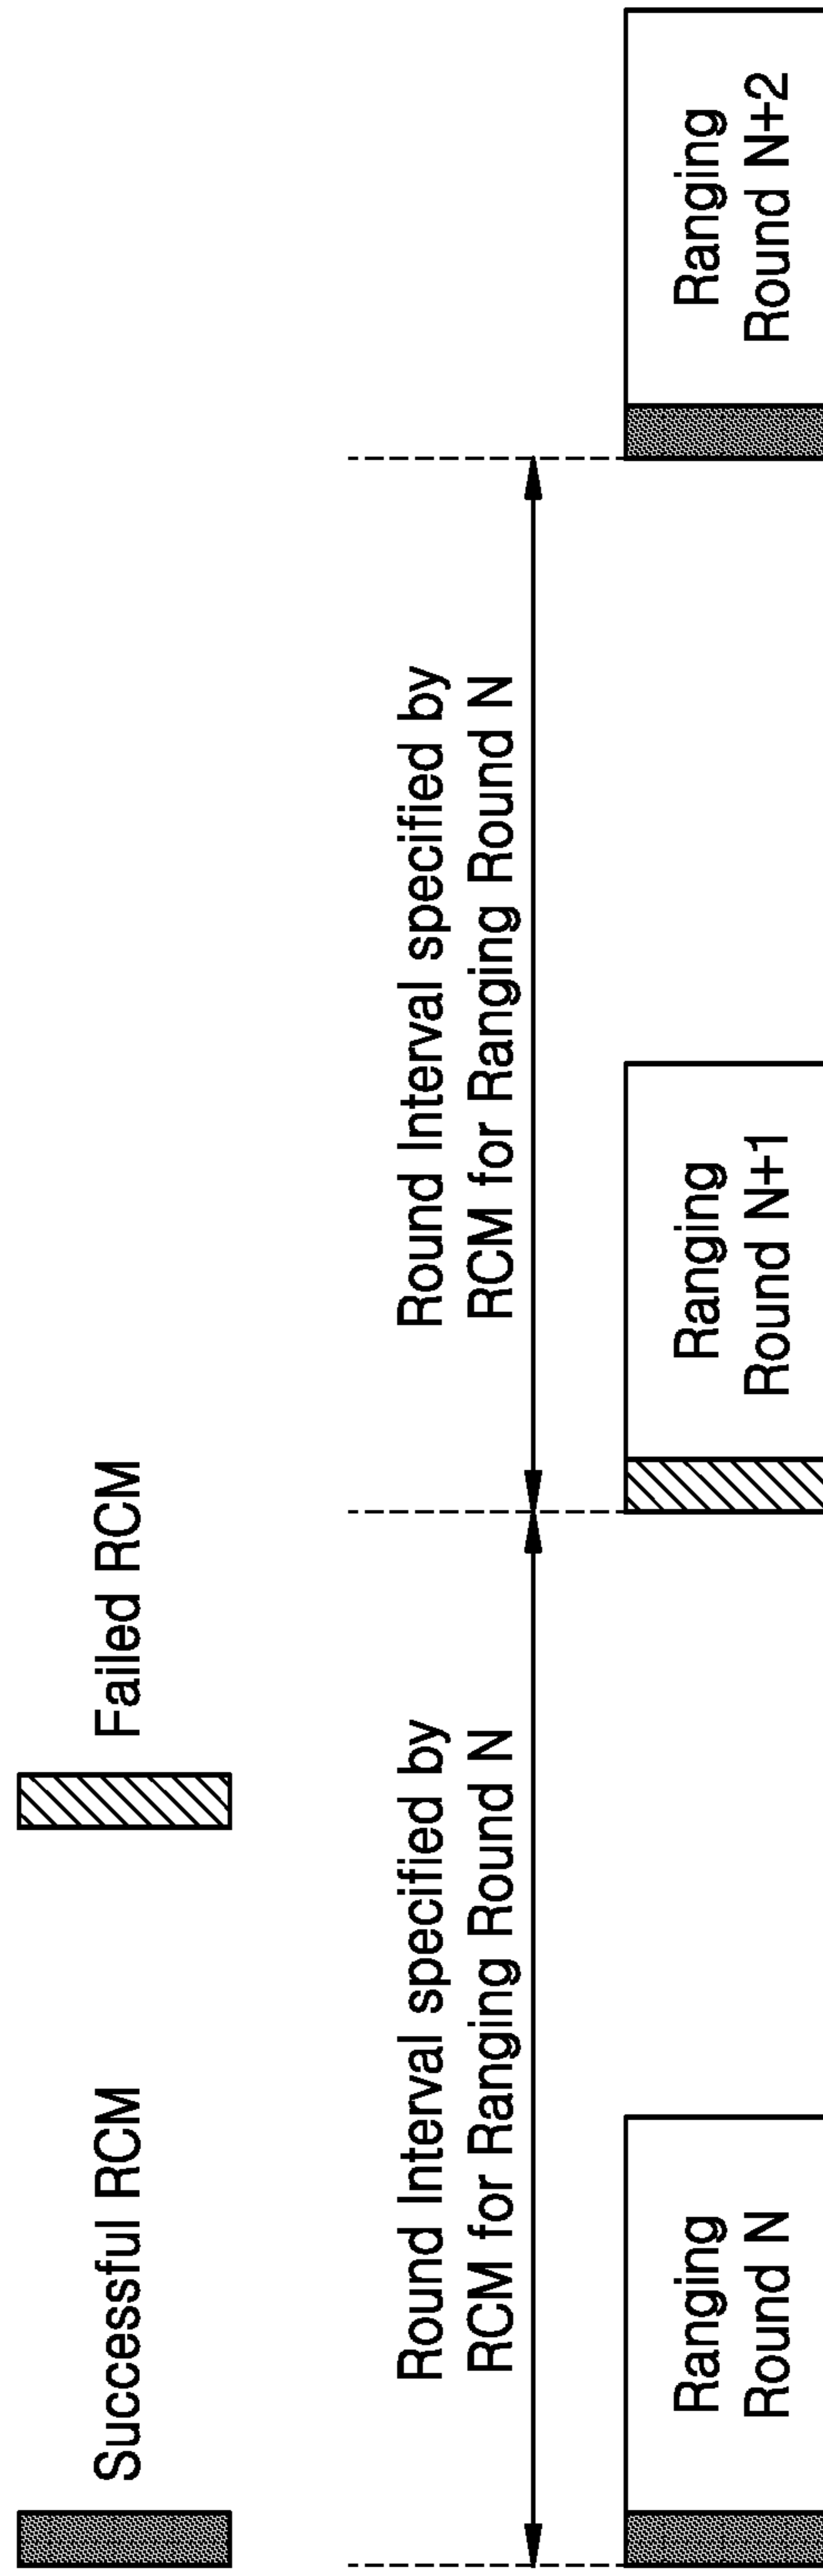 Successful RCM
Failed RCM
Round Interval specified by
RCM for Ranging Round N
Round Interval specified by
RCM for Ranging Round N
Ranging
Round N
Ranging
Round N+1
Ranging
Round N+2